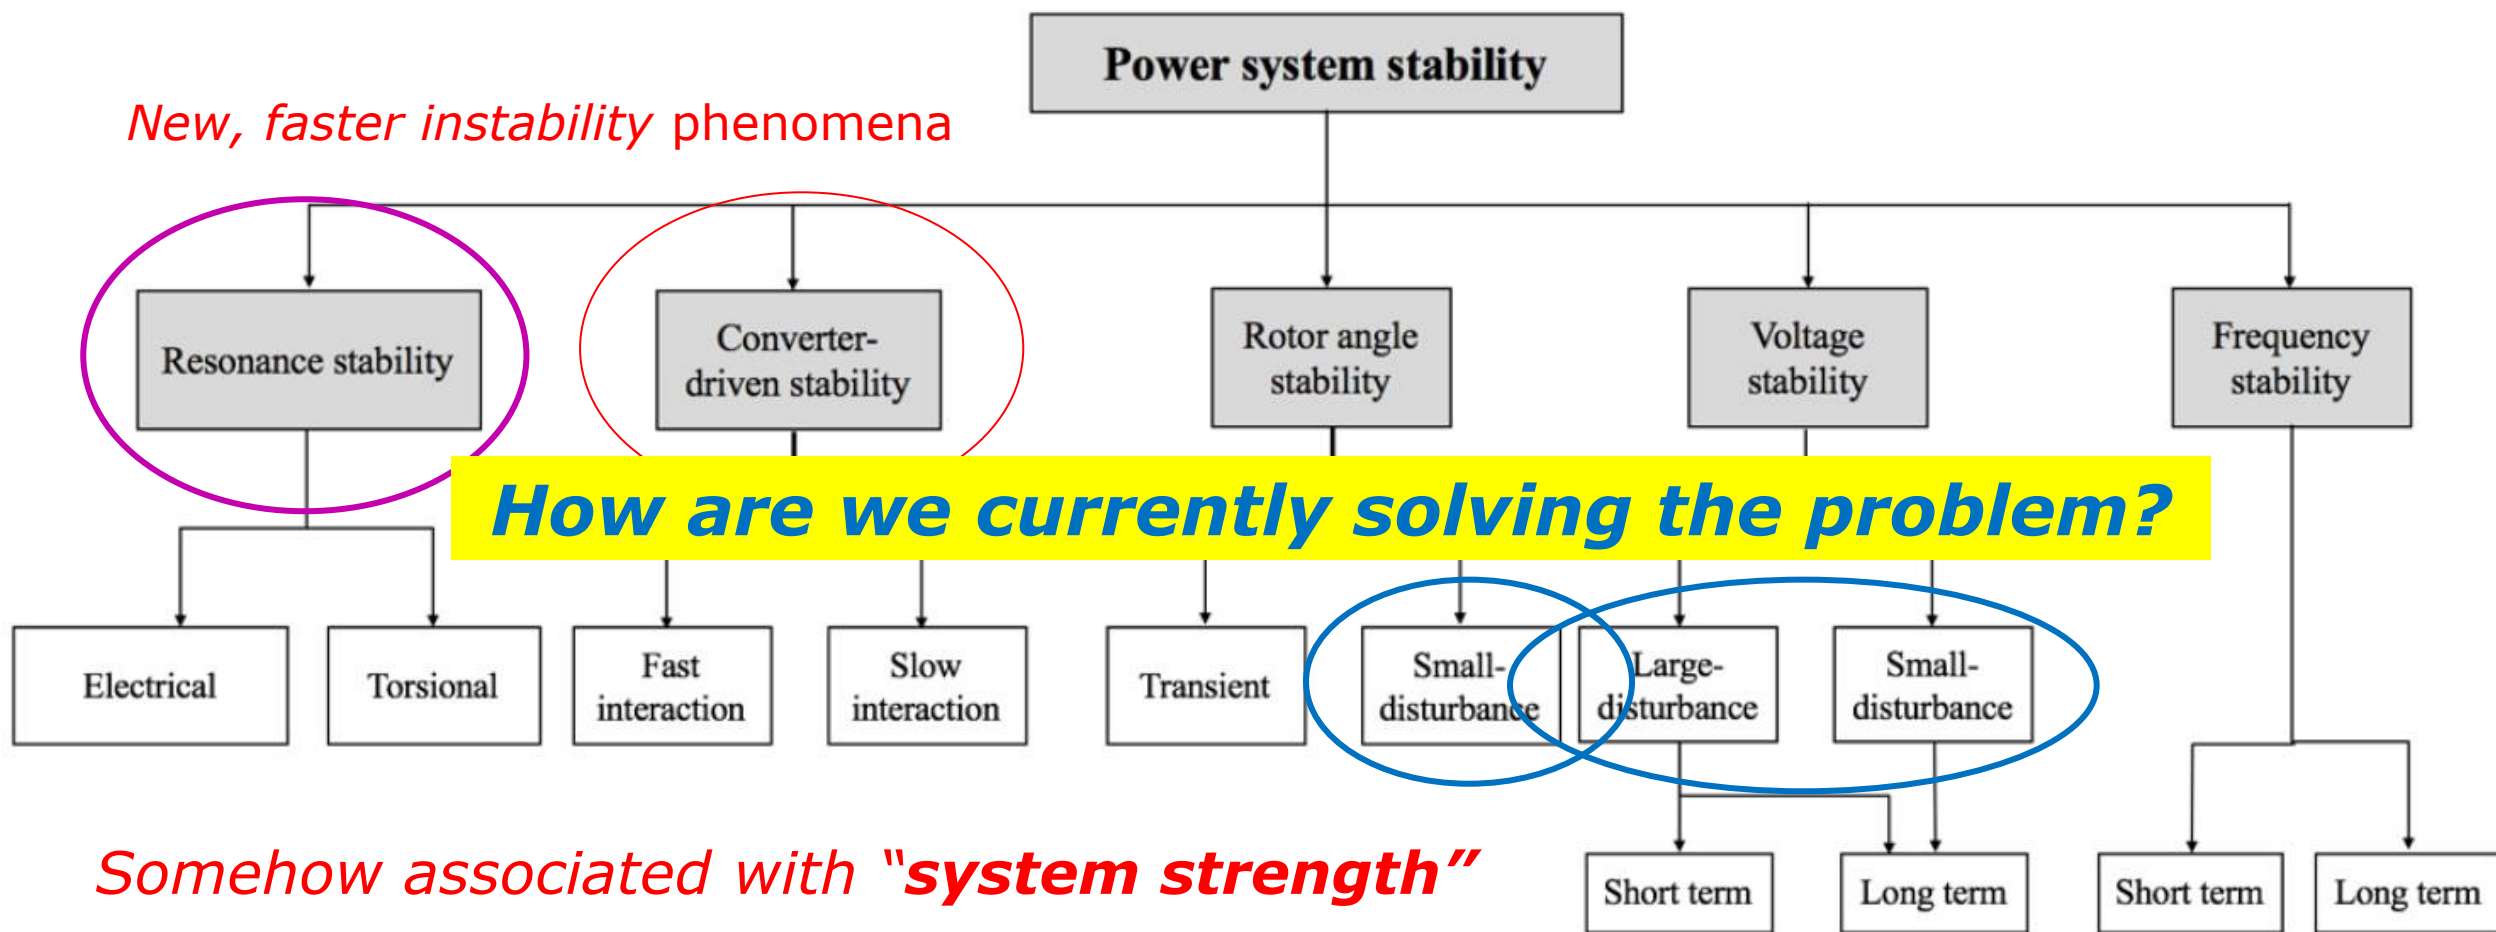 Power system stability
New, faster instability phenomena
Resonance stability
Converter-
driven stability
Rotor angle
stability
Voltage
stability
Frequency
stability
How are we currently solving the problem?
Electrical
Torsional
Fast
interaction
Slow
interaction
Transient
Small-
disturbance
Large-
disturbance
Small-
disturbance
Somehow associated with “system strength”
Short term
Long term
Short term
Long term